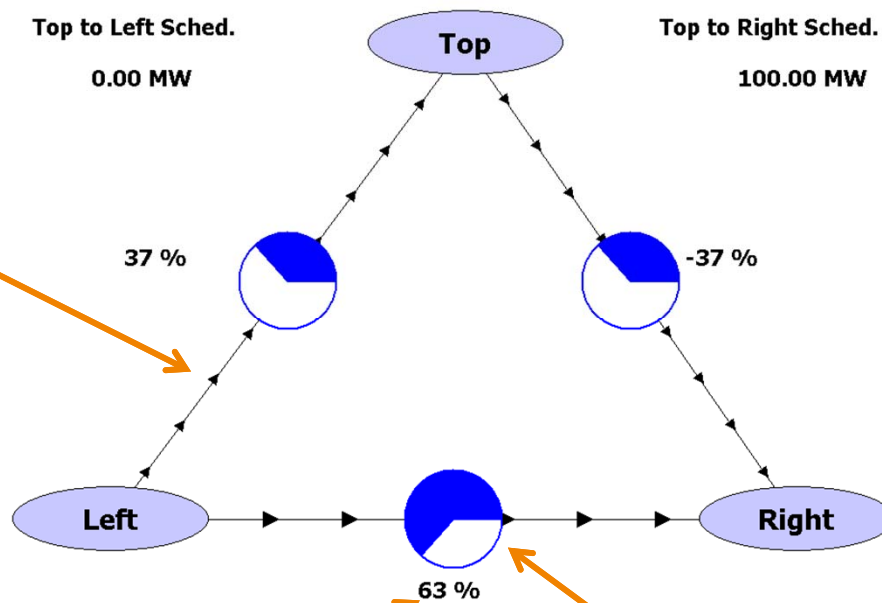 Top to Left Sched.
0.00 MW
Top
Top to Right Sched.
100.00 MW
37 %
-37 %
Left
Right
63 %